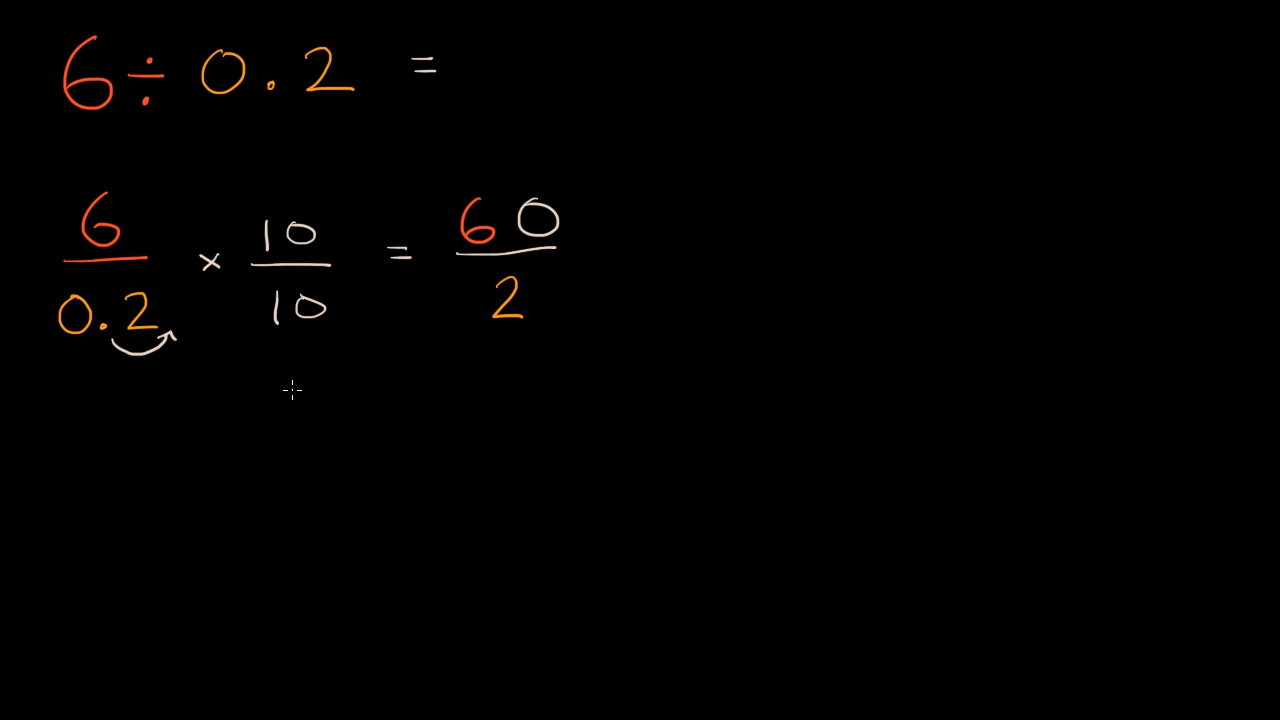 6 ÷ 0.2 =
6/0.2 × 10/10 = 60/2